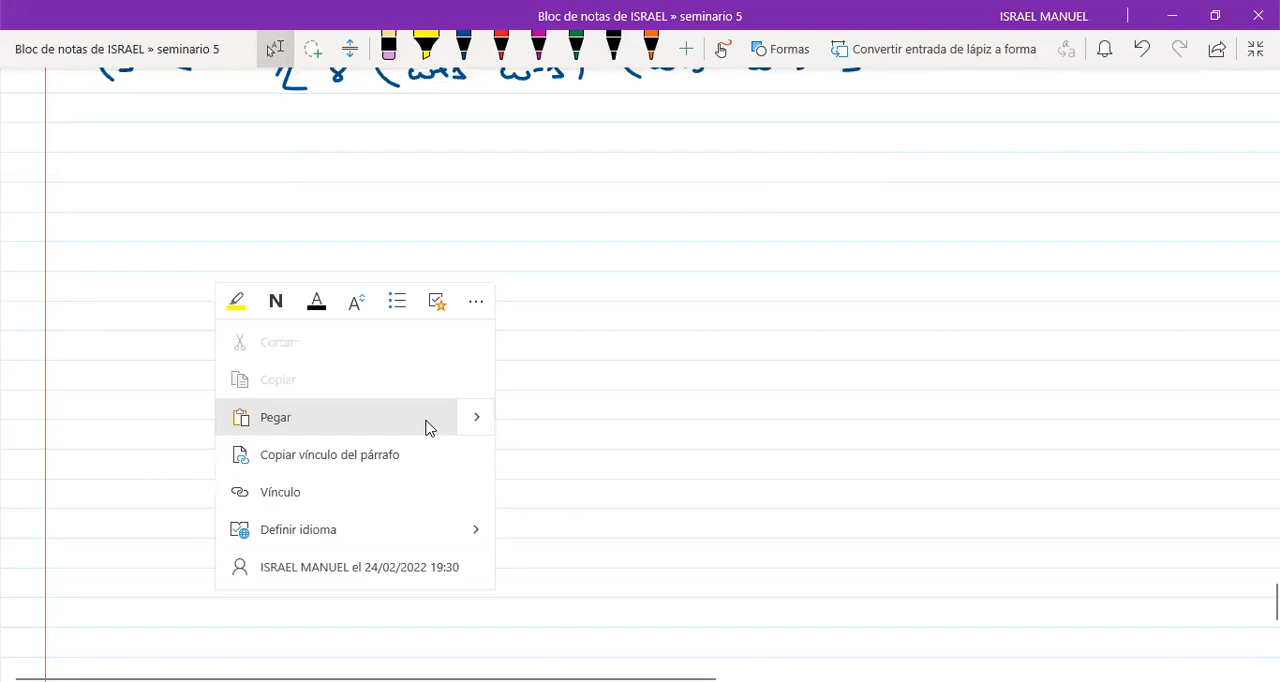 Bloc de notas de ISRAEL » seminario 5
ISRAEL MANUEL
Bloc de notas de ISRAEL » seminario 5
Formas
Convertir entrada de lápiz a forma
N A A
Cortar
Copiar
Pegar
Copiar vínculo del párrafo
Vínculo
Definir idioma
ISRAEL MANUEL el 24/02/2022 19:30